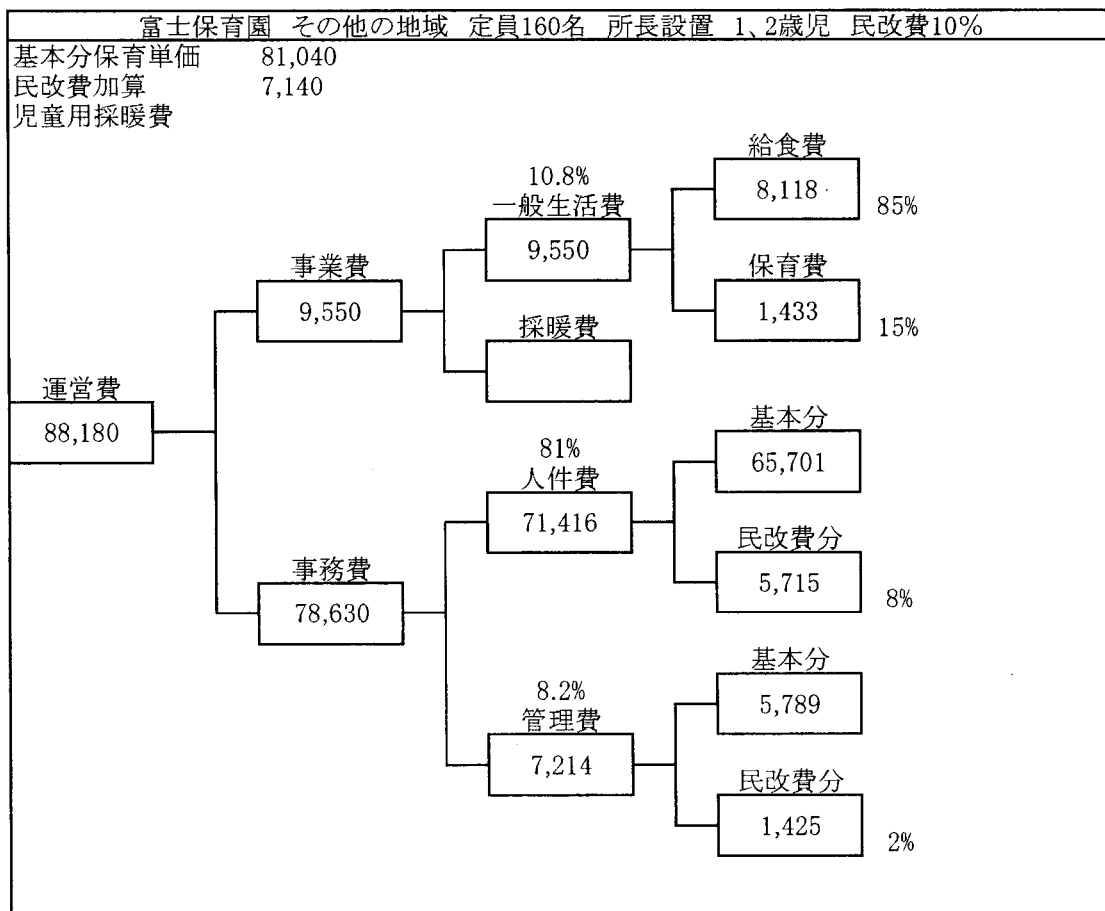 富士保育園 その他の地域 定員160名 所長設置 1、2歳児 民改費10%
基本分保育単価 81,040
民改費加算 7,140
児童用採暖費
給食費
8,118
85%
10.8%
一般生活費
9,550
保育費
1,433
15%
事業費
9,550
採暖費
運営費
88,180
基本分
65,701
81%
人件費
71,416
民改費分
5,715
8%
事務費
78,630
基本分
5,789
8.2%
管理費
7,214
民改費分
1,425
2%